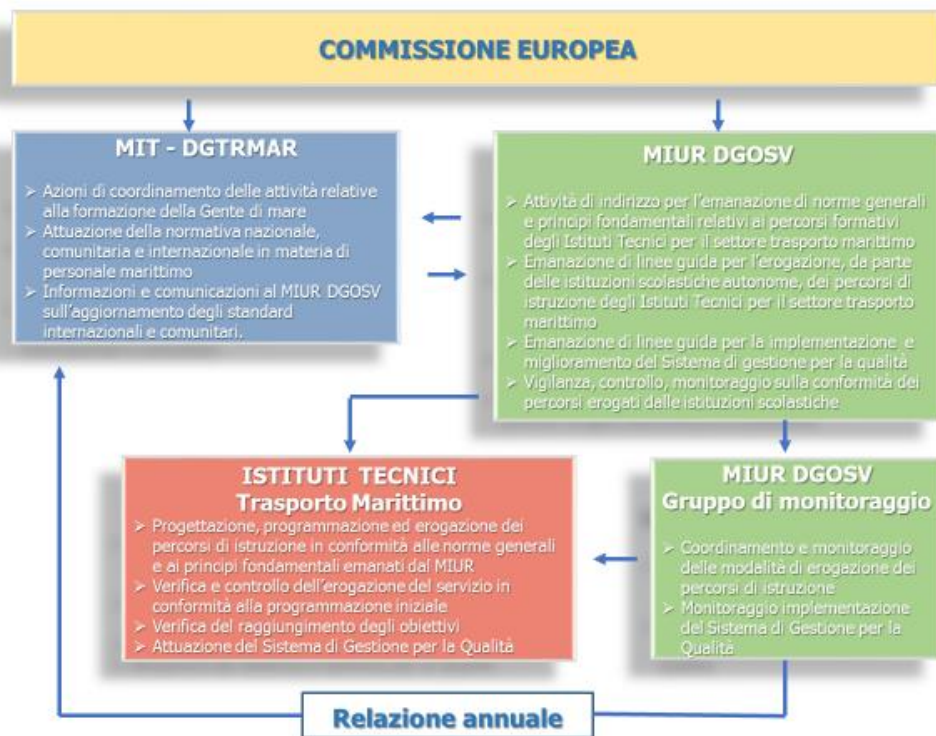 COMMISSIONE EUROPEA
MIT - DGTRMAR
➢ Azioni di coordinamento delle attività relative
alla formazione della Gente di mare
➢ Attuazione della normativa nazionale,
comunitaria e internazionale in materia di
personale marittimo
➢ Informazioni e comunicazioni al MIUR DGOSV
sull'aggiornamento degli standard
internazionali e comunitari.
MIUR DGOSV
➢ Attività di indirizzo per l'emanazione di norme generali
e principi fondamentali relativi ai percorsi formativi
degli Istituti Tecnici per il settore trasporto marittimo
➢ Emanazione di linee guida per l'erogazione, da parte
delle istituzioni scolastiche autonome, dei percorsi di
istruzione degli Istituti Tecnici per il settore trasporto
marittimo
➢ Emanazione di linee guida per la implementazione e
miglioramento del Sistema di gestione per la qualità
➢ Vigilanza, controllo, monitoraggio sulla conformità dei
percorsi erogati dalle istituzioni scolastiche
ISTITUTI TECNICI
Trasporto Marittimo
➢ Progettazione, programmazione ed erogazione dei
percorsi di istruzione in conformità alle norme generali
e ai principi fondamentali emanati dal MIUR
➢ Verifica e controllo dell'erogazione del servizio in
conformità alla programmazione iniziale
➢ Verifica del raggiungimento degli obiettivi
➢ Attuazione del Sistema di Gestione per la Qualità
MIUR DGOSV
Gruppo di monitoraggio
➢ Coordinamento e monitoraggio
delle modalità di erogazione dei
percorsi di istruzione
➢ Monitoraggio implementazione
del Sistema di Gestione per la
Qualità
Relazione annuale